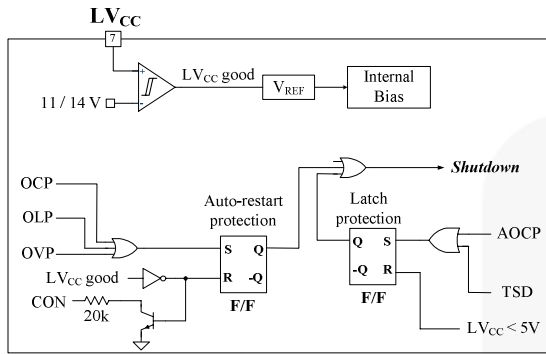 LVCC
7
LVCC good
11 / 14 V
+
-
VREF
Internal
Bias
Shutdown
OCP
OLP
OVP
Auto-restart
protection
S Q
R -Q
F/F
LVCC good
CON
20k
Latch
protection
Q S
-Q R
F/F
AOCP
TSD
LVCC < 5V